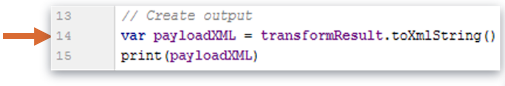 13 // Create output
14 var payloadXML = transformResult.toXmlString()
15 print(payloadXML)